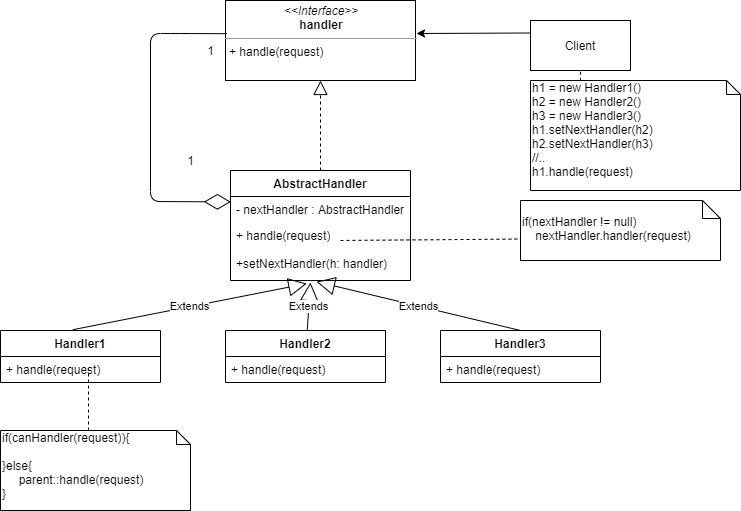 <<Interface>>
handler
+ handle(request)
1
Client
h1 = new Handler1()
h2 = new Handler2()
h3 = new Handler3()
h1.setNextHandler(h2)
h2.setNextHandler(h3)
//..
h1.handle(request)
1
AbstractHandler
- nextHandler : AbstractHandler
+ handle(request)
+setNextHandler(h: handler)
if(nextHandler != null)
nextHandler.handler(request)
Extends
Extends
Extends
Handler1
+ handle(request)
Handler2
+ handle(request)
Handler3
+ handle(request)
if(canHandler(request)){
}else{
parent::handle(request)
}